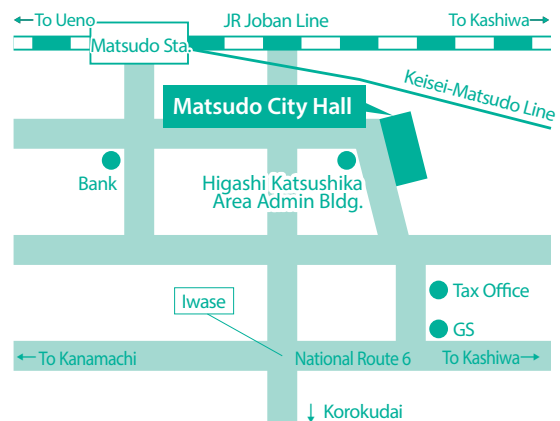 ←To Ueno
JR Joban Line
To Kashiwa→
Matsudo Sta.
Keisei-Matsudo Line
Matsudo City Hall
Bank
Higashi Katsushika
Area Admin Bldg.
Tax Office
Iwase
GS
←To Kanamachi
National Route 6
To Kashiwa→
↓ Korokudai